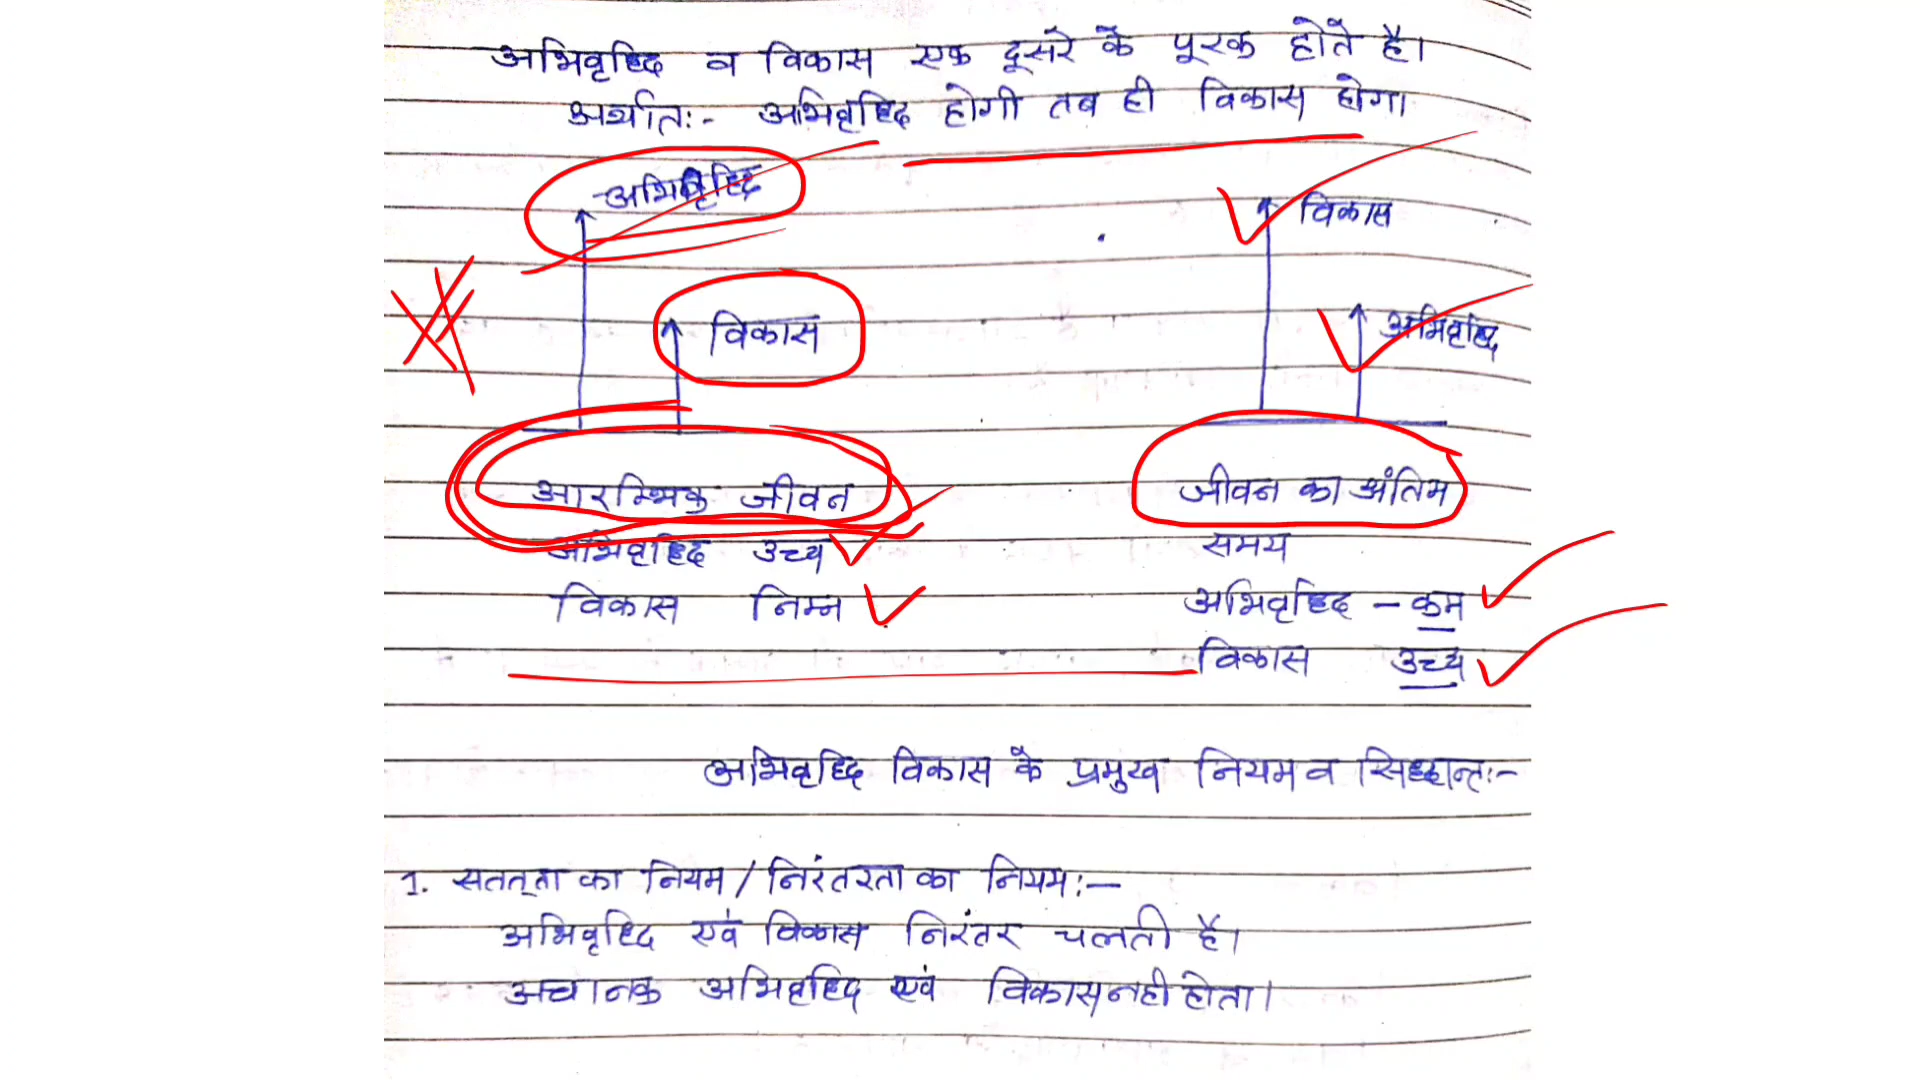 अभिवृद्धि व विकास एक दूसरे के पूरक होते है।
अर्थातः- अभिवृद्धि होगी तब ही विकास होगा।
अभिवृद्धि
विकास
विकास
अभिवृद्धि
आरम्भिक जीवन
जीवन का अंतिम
अभिवृद्धि उच्च
समय
विकास निम्न
अभिवृद्धि - कम
विकास उच्च
अभिवृद्धि विकास के प्रमुख नियम व सिद्धान्तः-
1. सतत्ता का नियम / निरंतरता का नियमः-
अभिवृद्धि एवं विकास निरंतर चलती है।
अचानक अभिवृद्धि एवं विकास नही होता।